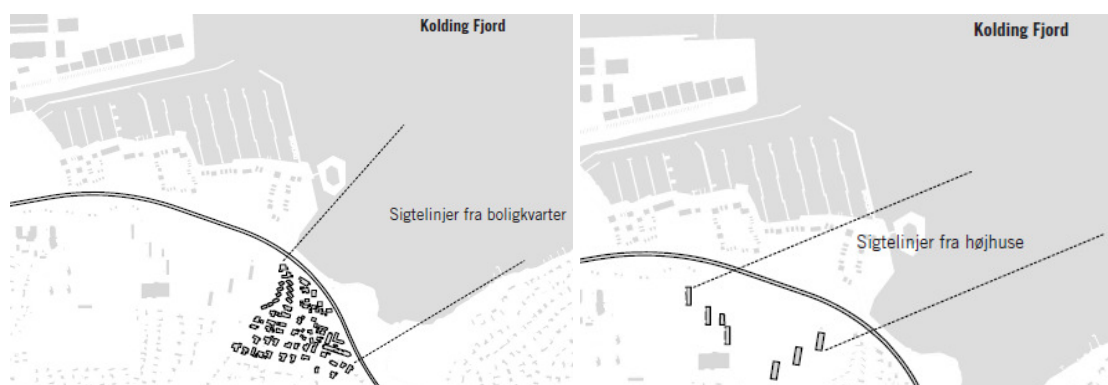 Kolding Fjord
Sigtelinjer fra boligkvarter
Kolding Fjord
Sigtelinjer fra højhuse